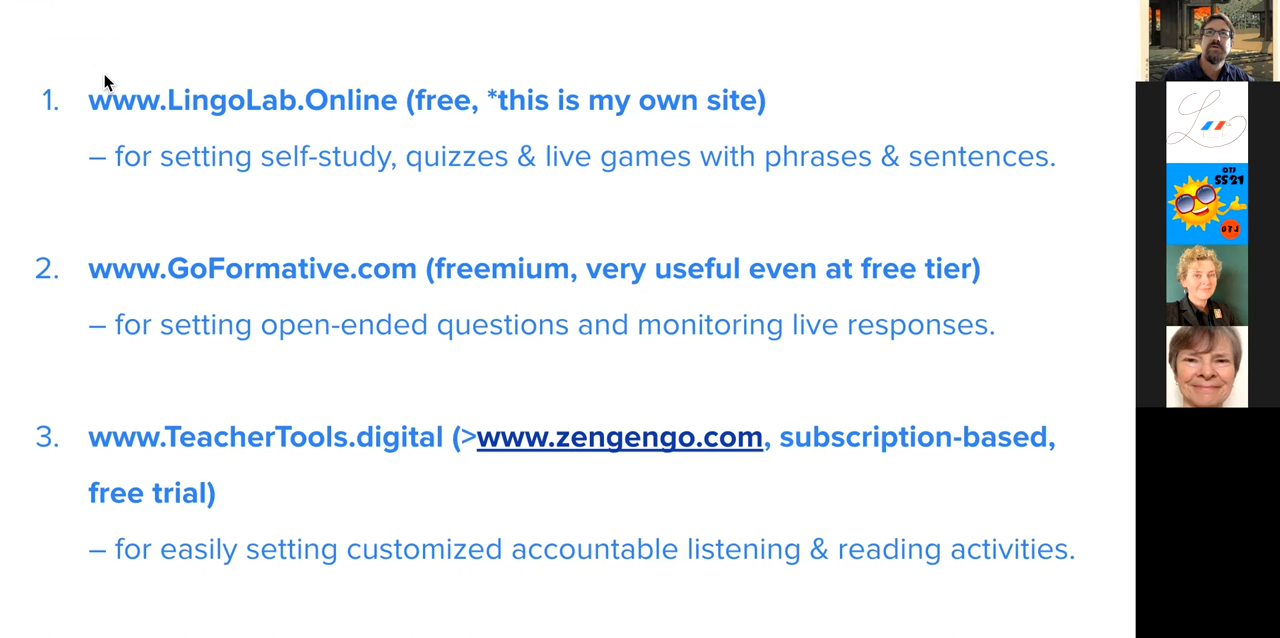 1. www.LingoLab.Online (free, *this is my own site)
– for setting self-study, quizzes & live games with phrases & sentences.
2. www.GoFormative.com (freemium, very useful even at free tier)
– for setting open-ended questions and monitoring live responses.
3. www.TeacherTools.digital (>www.zengengo.com, subscription-based,
free trial)
– for easily setting customized accountable listening & reading activities.
OTJ
SS21
OTJ